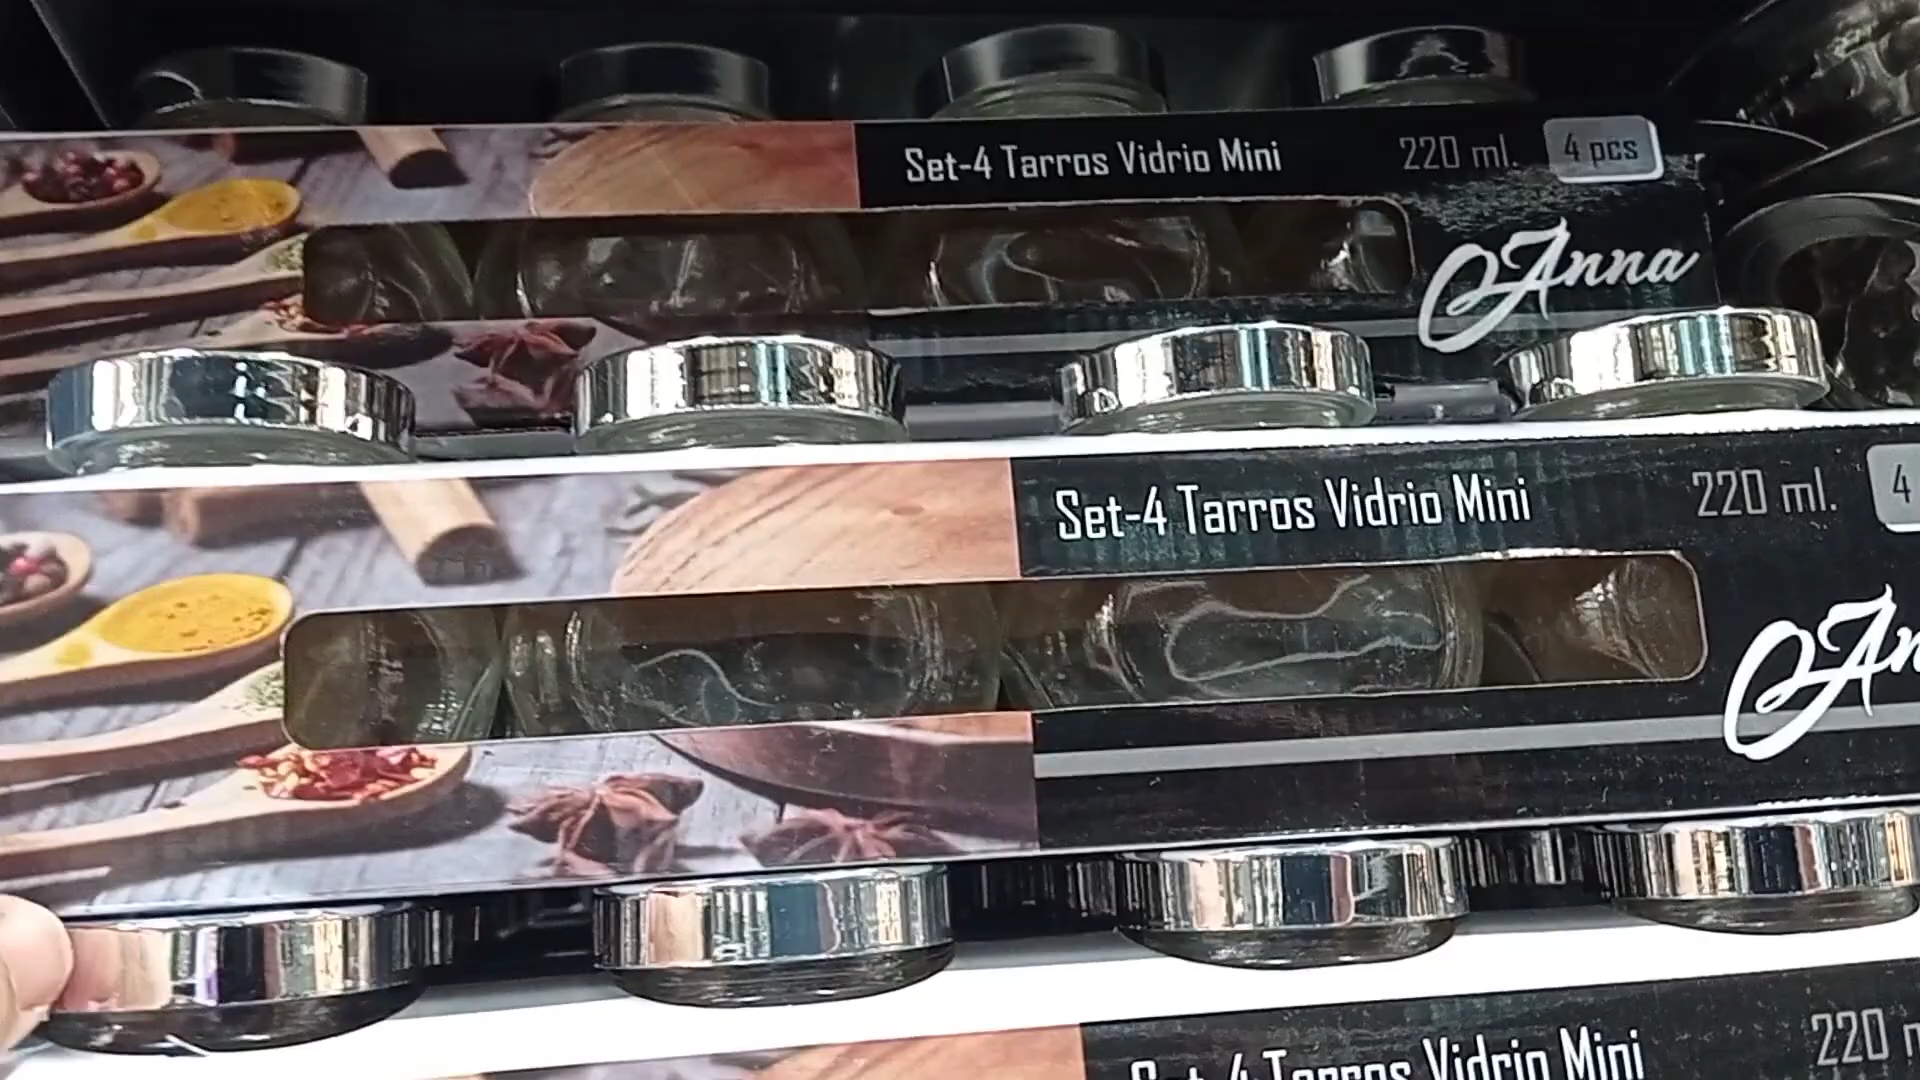 Set-4 Tarros Vidrio Mini 220 ml. 4 pcs
Anna
Set-4 Tarros Vidrio Mini 220 ml. 4
An
Set-4 Tarros Vidrio Mini 220 m